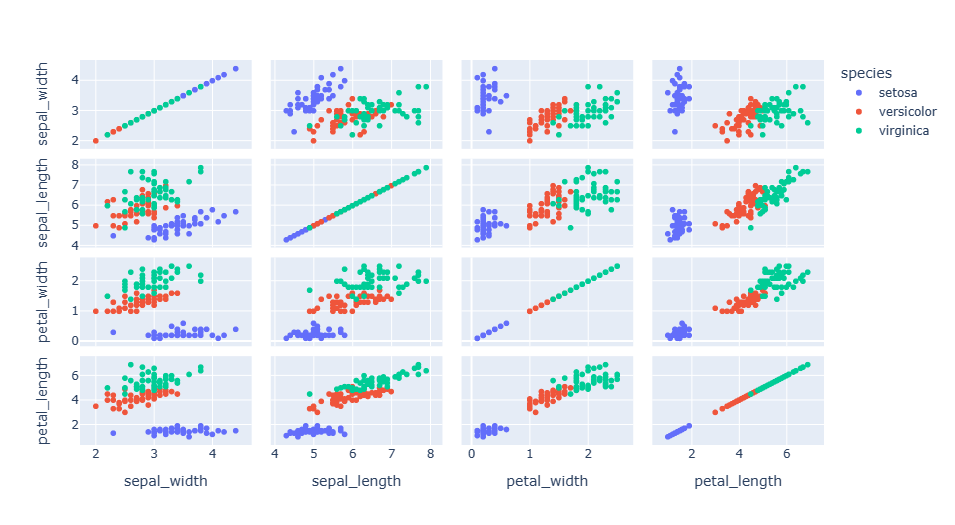 sepal_width
4
3
2
sepal_length
8
7
6
5
4
petal_width
2
1
0
petal_length
6
4
2
2 3 4
4 5 6 7 8
0 1 2
2 4 6
sepal_width sepal_length petal_width petal_length
species
setosa
versicolor
virginica